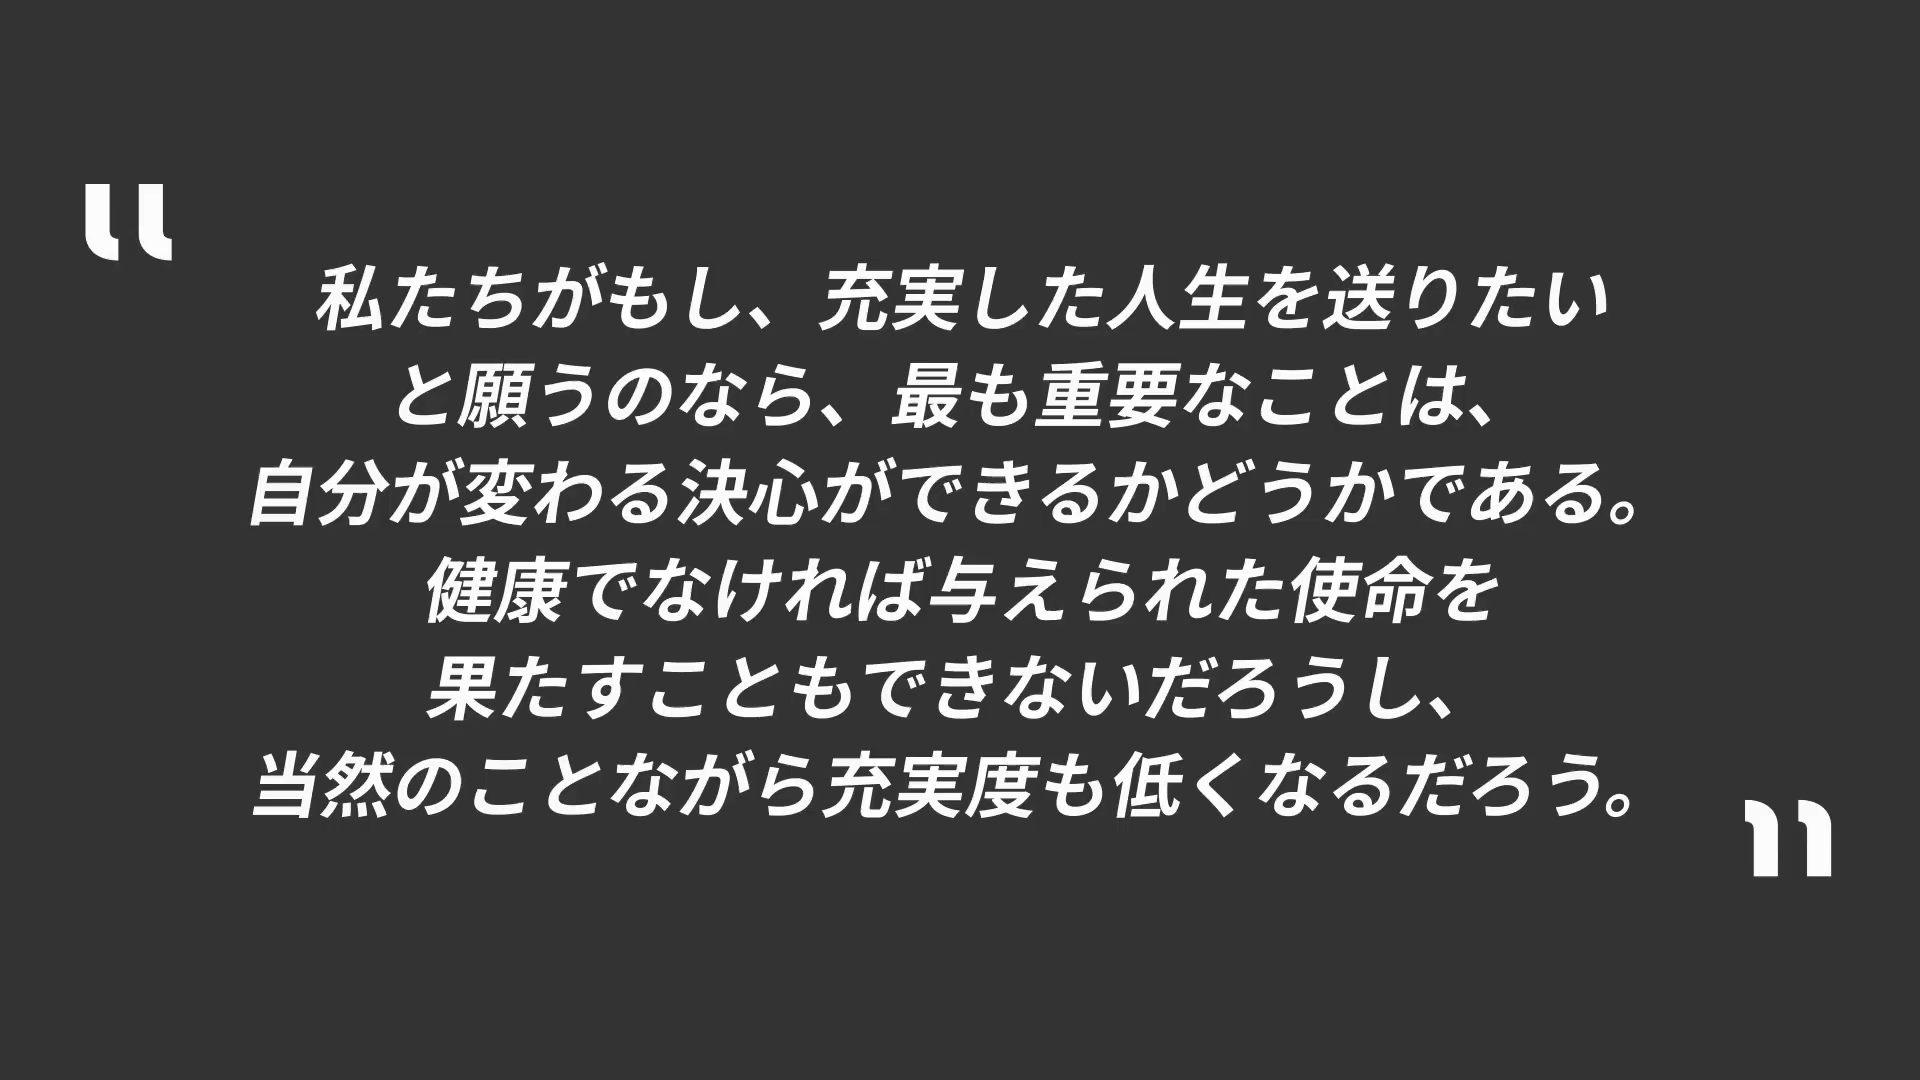 私たちがもし、充実した人生を送りたい
と願うのなら、最も重要なことは、
自分が変わる決心ができるかどうかである。
健康でなければ与えられた使命を
果たすこともできないだろうし、
当然のことながら充実度も低くなるだろう。